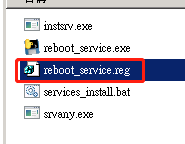 instsrv.exe
reboot_service.exe
reboot_service.reg
services_install.bat
srvany.exe